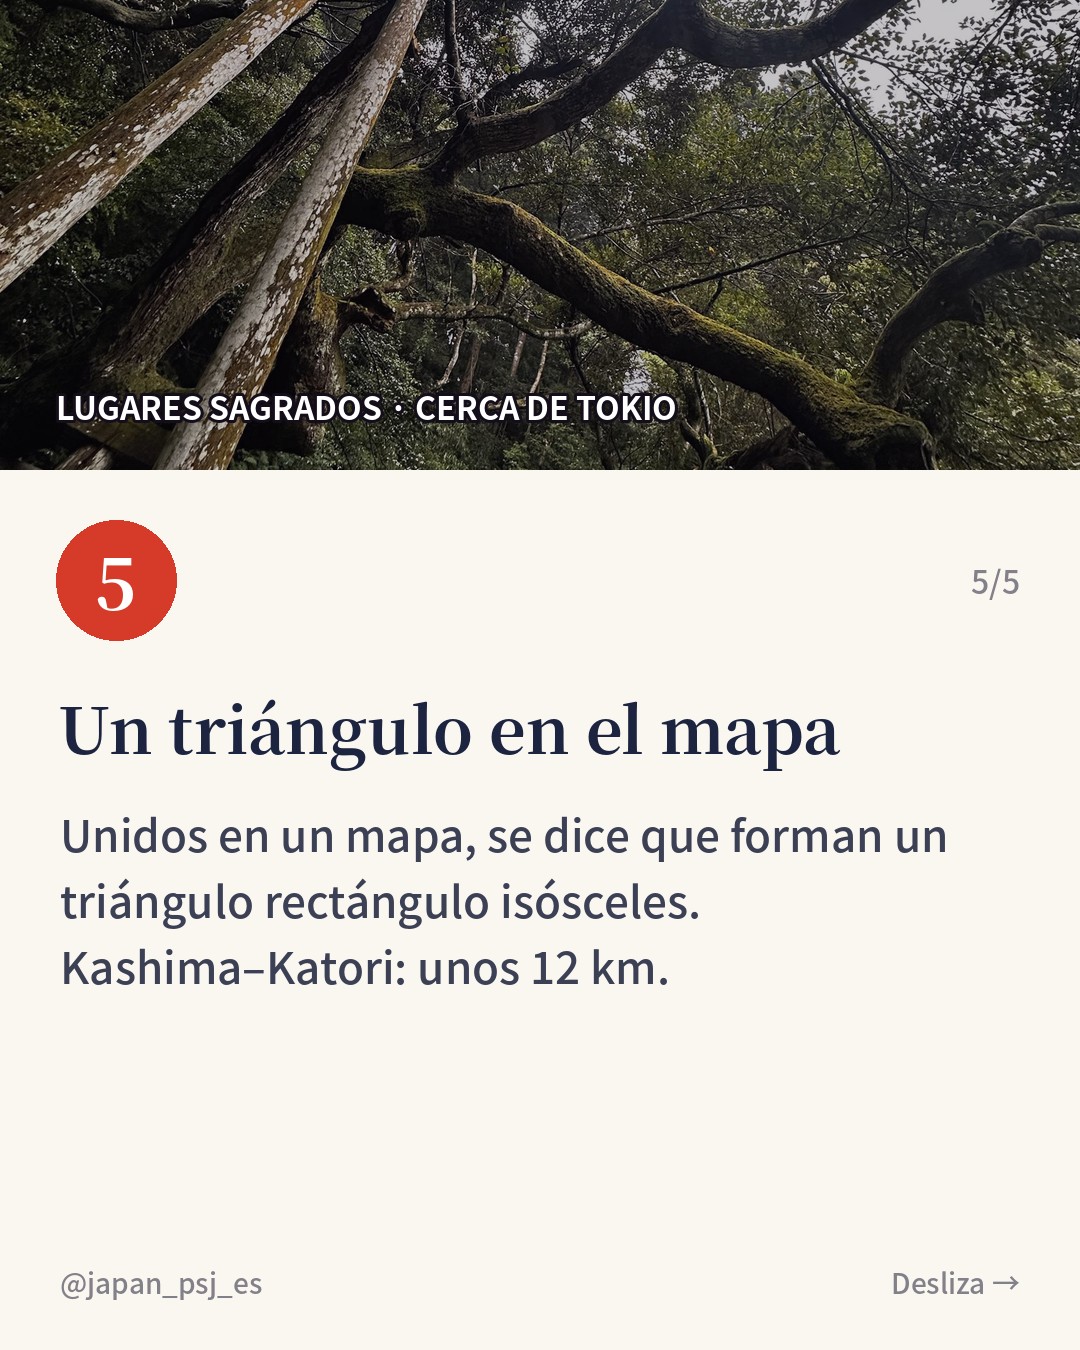 LUGARES SAGRADOS · CERCA DE TOKIO
5
5/5
Un triángulo en el mapa
Unidos en un mapa, se dice que forman un
triángulo rectángulo isósceles.
Kashima–Katori: unos 12 km.
@japan_psj_es
Desliza →